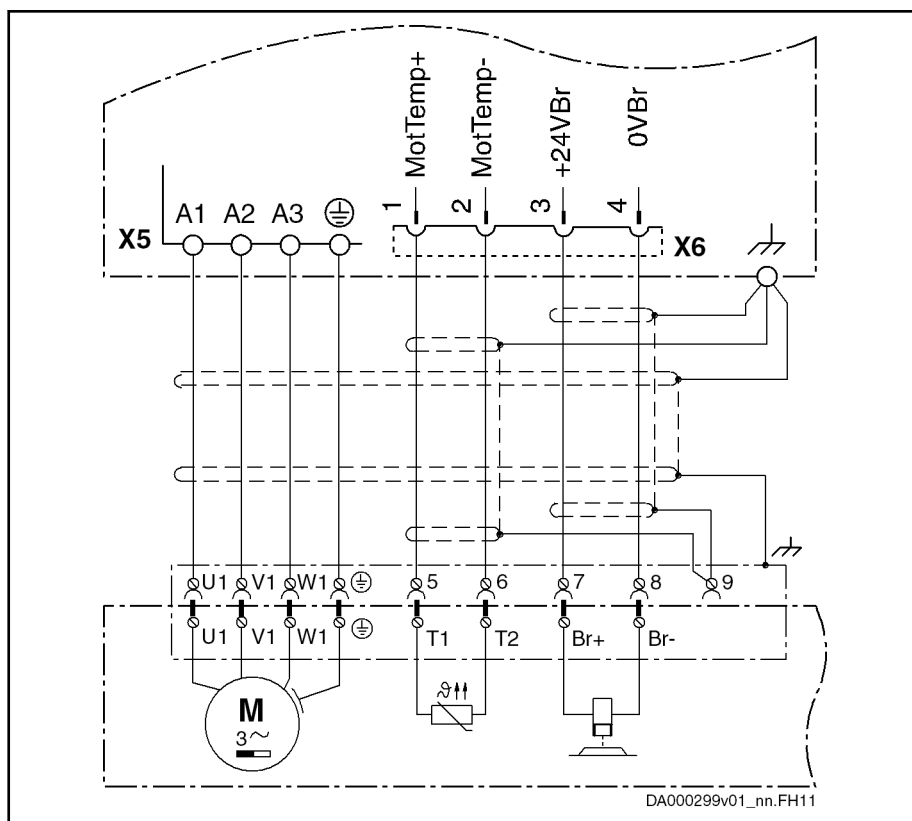 MotTemp+
MotTemp-
+24VBr
0VBr
1
2
3
4
X5
A1 A2 A3
X6
U1 V1 W1 5 6 7 8 9
U1 V1 W1 T1 T2 Br+ Br-
ϑ
M
3~
DA000299v01_nn.FH11